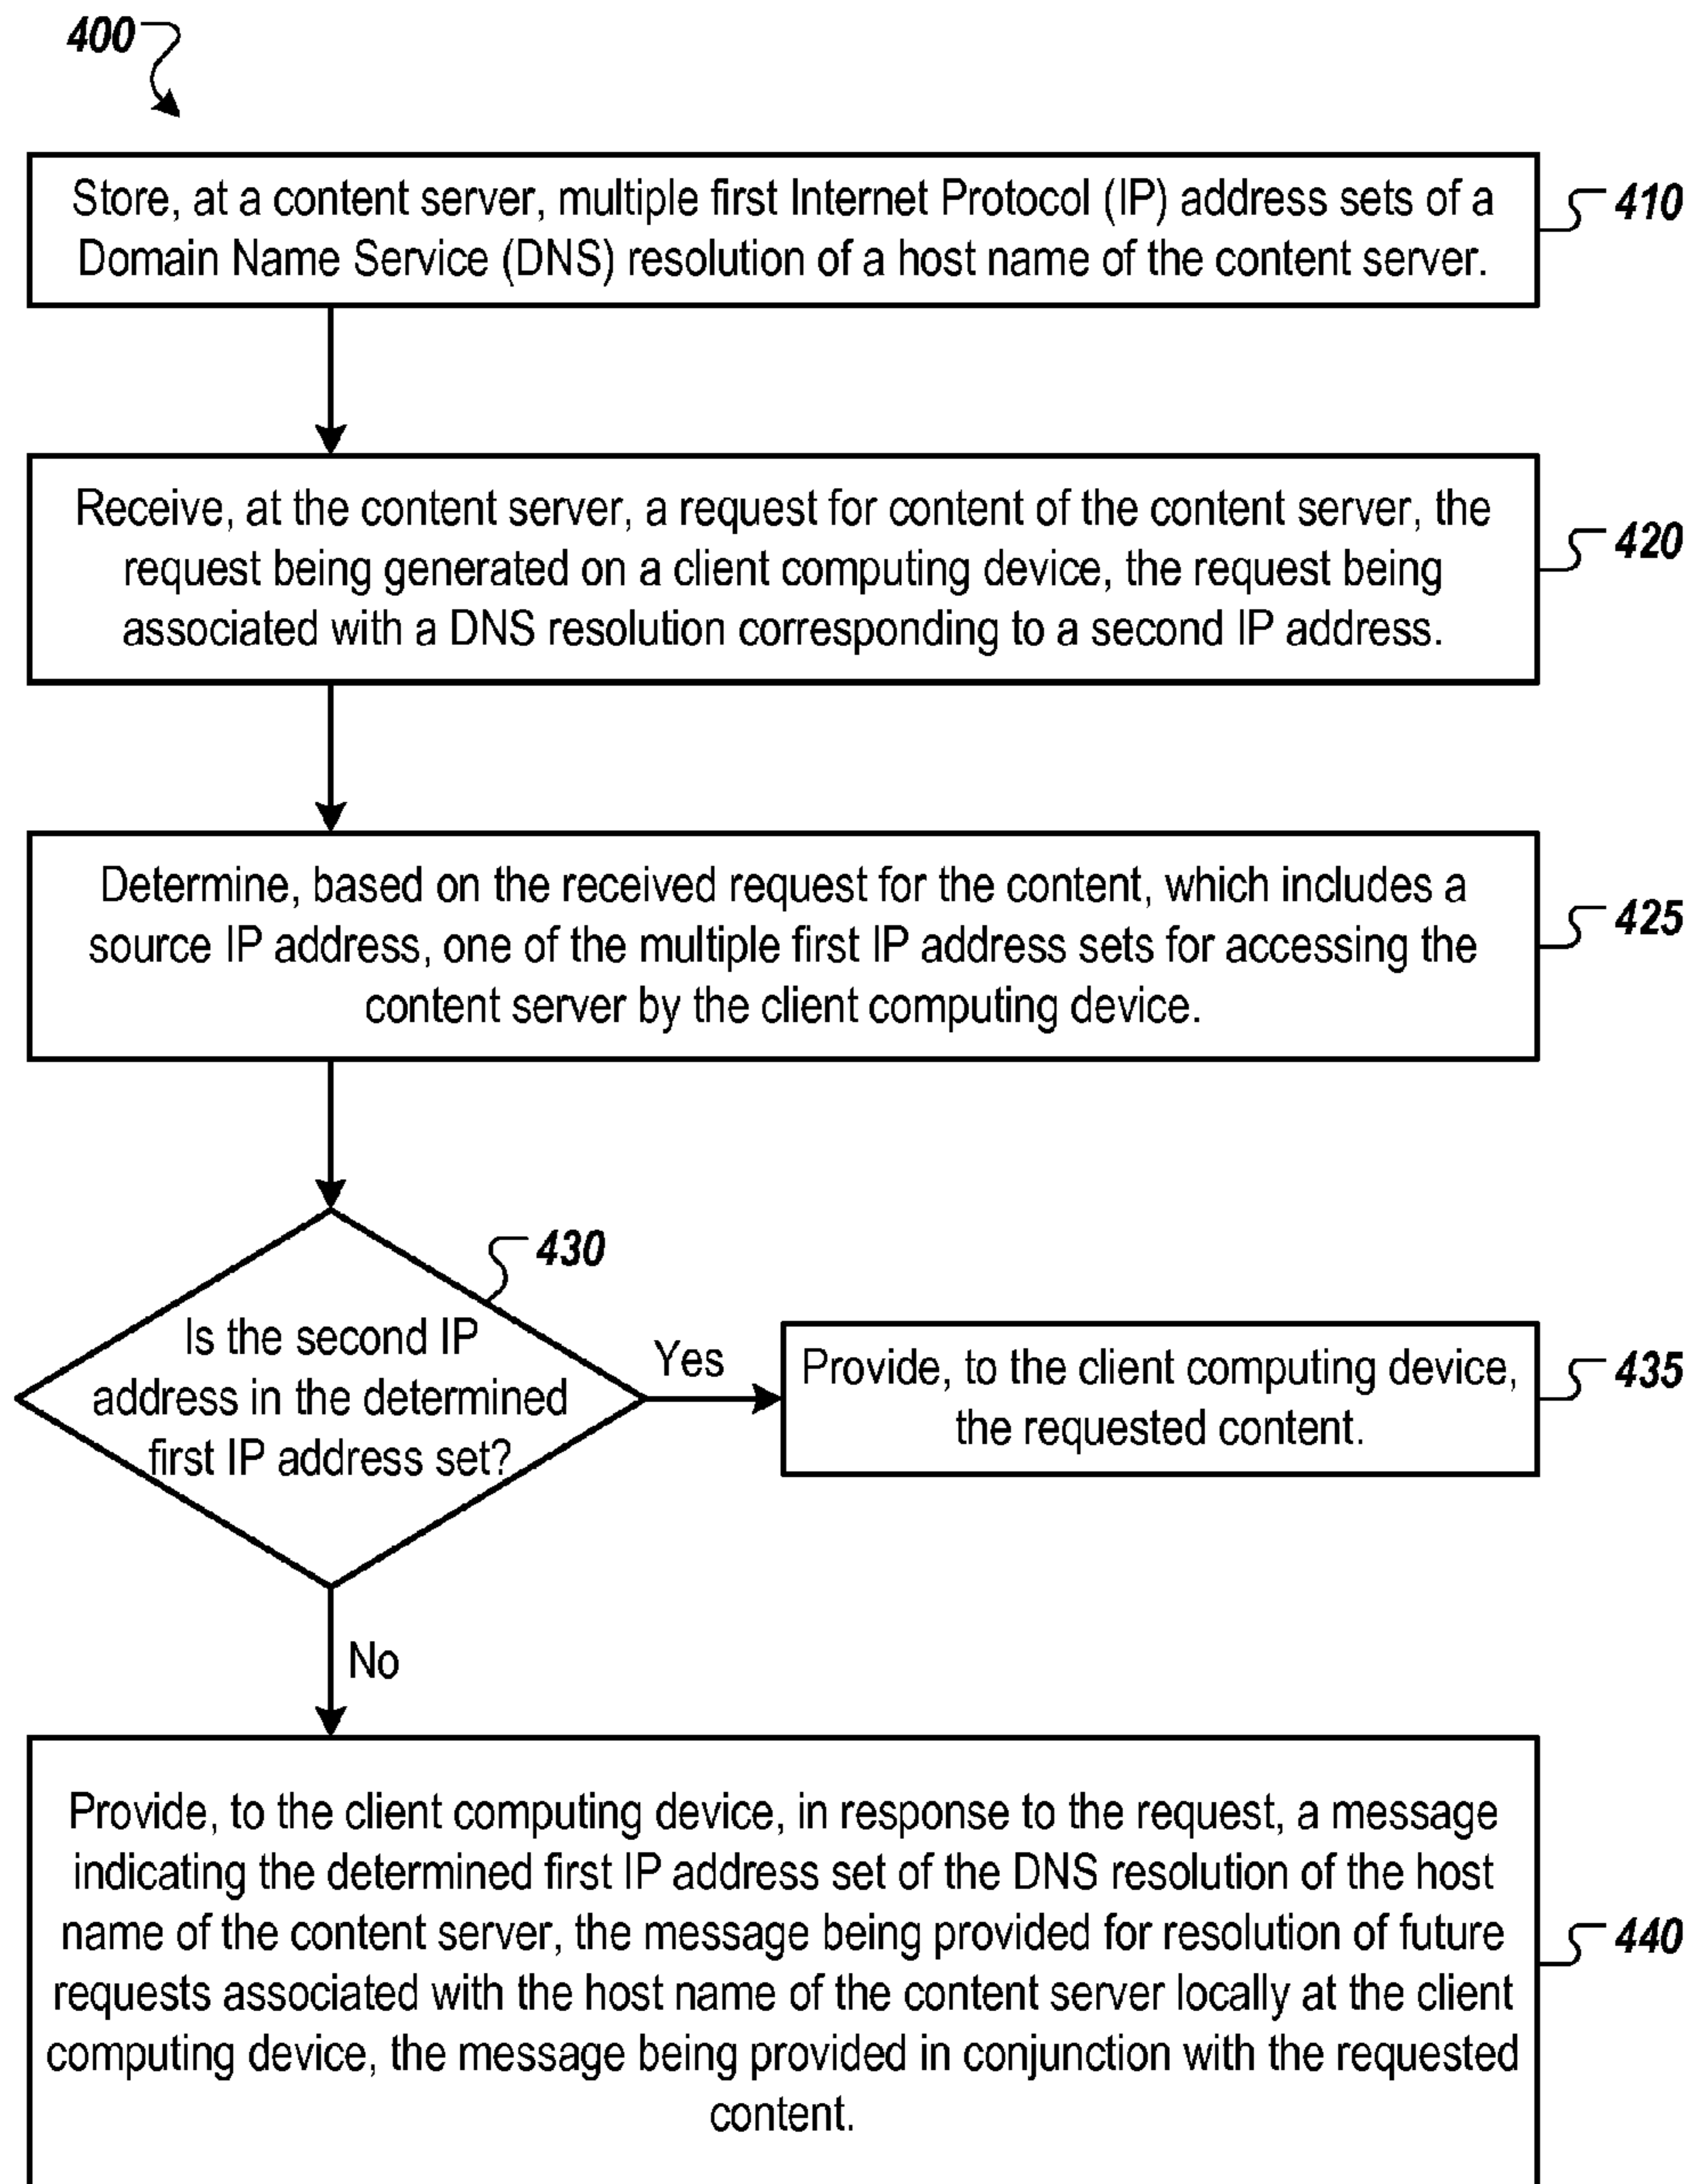 400
Store, at a content server, multiple first Internet Protocol (IP) address sets of a
Domain Name Service (DNS) resolution of a host name of the content server.
410
Receive, at the content server, a request for content of the content server, the
request being generated on a client computing device, the request being
associated with a DNS resolution corresponding to a second IP address.
420
Determine, based on the received request for the content, which includes a
source IP address, one of the multiple first IP address sets for accessing the
content server by the client computing device.
425
430
Is the second IP
address in the determined
first IP address set?
Yes
Provide, to the client computing device,
the requested content.
435
No
Provide, to the client computing device, in response to the request, a message
indicating the determined first IP address set of the DNS resolution of the host
name of the content server, the message being provided for resolution of future
requests associated with the host name of the content server locally at the client
computing device, the message being provided in conjunction with the requested
content.
440